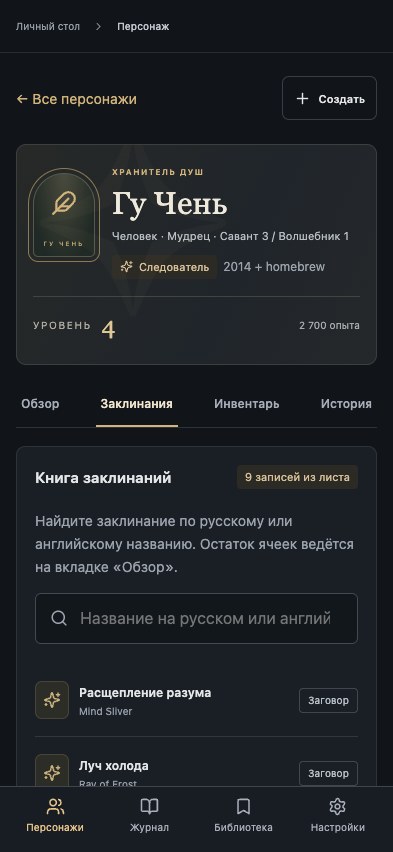 Личный стол > Персонаж
← Все персонажи
+ Создать
ХРАНИТЕЛЬ ДУШ
Гу Чень
ГУ ЧЕНЬ
Человек · Мудрец · Савант 3 / Волшебник 1
Следователь 2014 + homebrew
УРОВЕНЬ 4
2 700 опыта
Обзор Заклинания Инвентарь История
Книга заклинаний
9 записей из листа
Найдите заклинание по русскому или
английскому названию. Остаток ячеек ведётся
на вкладке «Обзор».
Название на русском или англий
Расщепление разума
Mind Sliver
Заговор
Луч холода
Ray of Frost
Заговор
Персонажи Журнал Библиотека Настройки